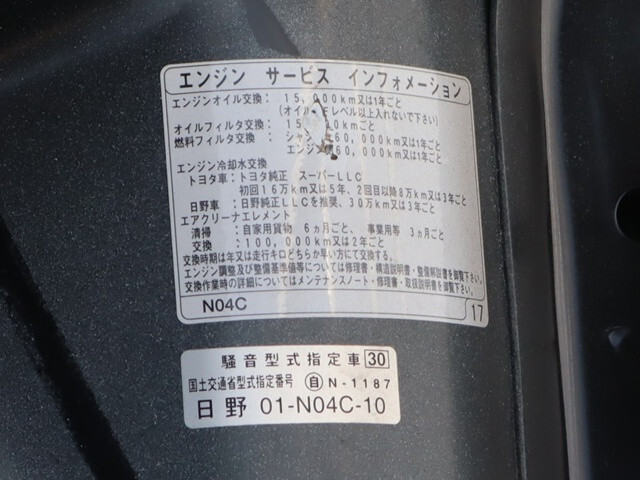 エンジン サービス インフォメーション
エンジンオイル交換： 15,000km又は1年ごと
(オイルをFレベル以上入れないで下さい)
オイルフィルタ交換： 15 0kmごと
燃料フィルタ交換： シャシ 60,000km又は1年ごと
エンジン 60,000km又は1年ごと
エンジン冷却水交換
トヨタ車：トヨタ純正 スーパーLLC
初回16万km又は5年、2回目以降8万km又は3年ごと
日野車：日野純正LLCを推奨、30万km又は3年ごと
エアクリーナエレメント
清掃 ：自家用貨物 6ヵ月ごと、事業用等 3ヵ月ごと
交換 ：100,000km又は2年ごと
交換時期は年又は走行キロどちらか早い方にて交換する。
エンジン調整及び整備基準値等については修理書・構造説明書・整備解説書を御覧下さい。
交換作業時の詳細についてはメンテナンスノート・修理書・取扱説明書を御覧下さい。
N04C 17
騒音型式指定車 30
国土交通省型式指定番号 自 N-1187
日野 01-N04C-10